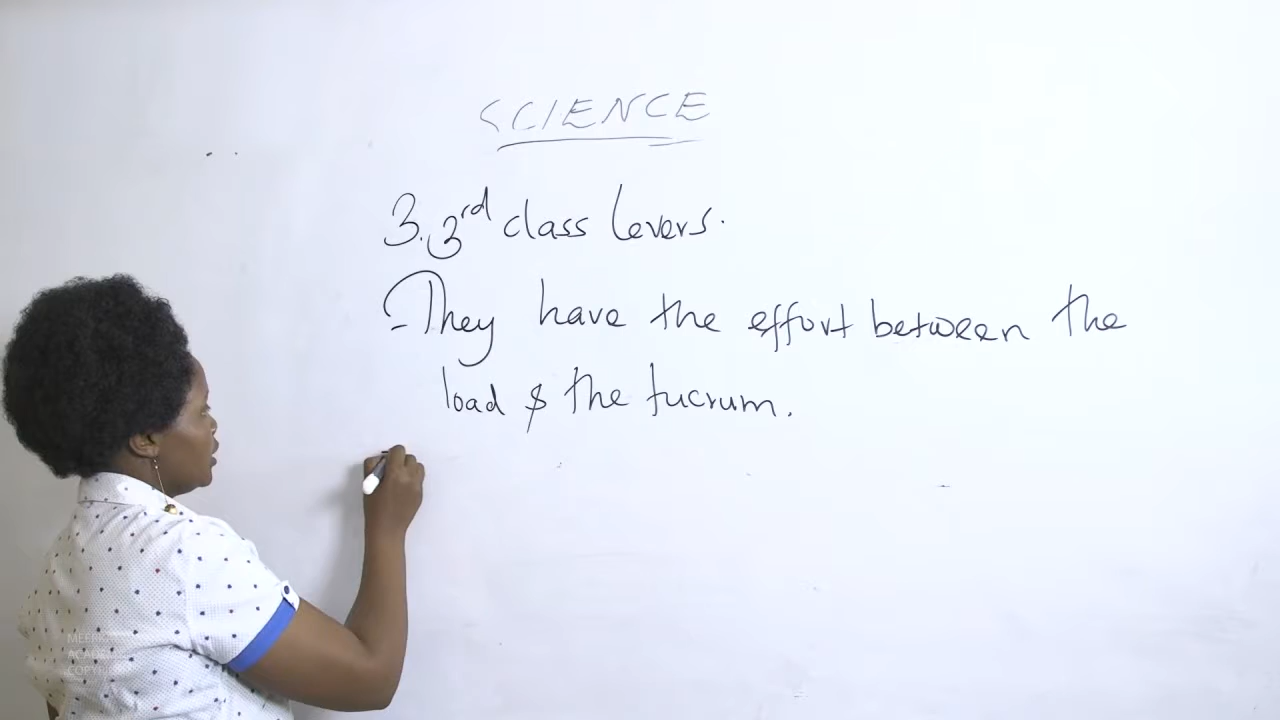 SCIENCE
3. 3rd class levers.
- They have the effort between the
load & the fucrum.